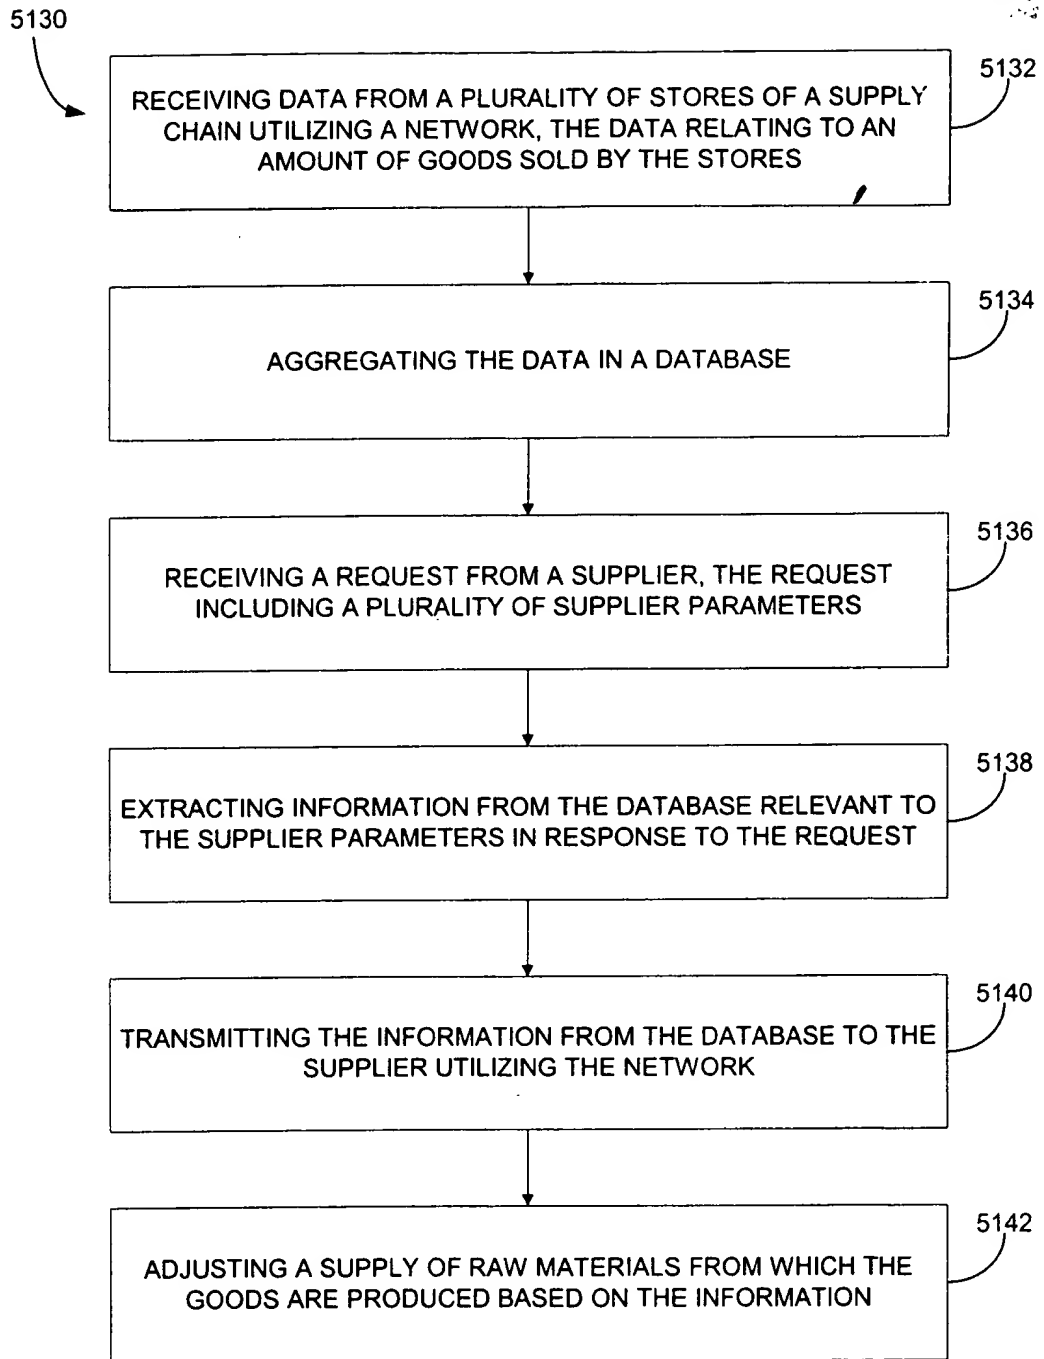 5130
5132
RECEIVING DATA FROM A PLURALITY OF STORES OF A SUPPLY
CHAIN UTILIZING A NETWORK, THE DATA RELATING TO AN
AMOUNT OF GOODS SOLD BY THE STORES
5134
AGGREGATING THE DATA IN A DATABASE
5136
RECEIVING A REQUEST FROM A SUPPLIER, THE REQUEST
INCLUDING A PLURALITY OF SUPPLIER PARAMETERS
5138
EXTRACTING INFORMATION FROM THE DATABASE RELEVANT TO
THE SUPPLIER PARAMETERS IN RESPONSE TO THE REQUEST
5140
TRANSMITTING THE INFORMATION FROM THE DATABASE TO THE
SUPPLIER UTILIZING THE NETWORK
5142
ADJUSTING A SUPPLY OF RAW MATERIALS FROM WHICH THE
GOODS ARE PRODUCED BASED ON THE INFORMATION